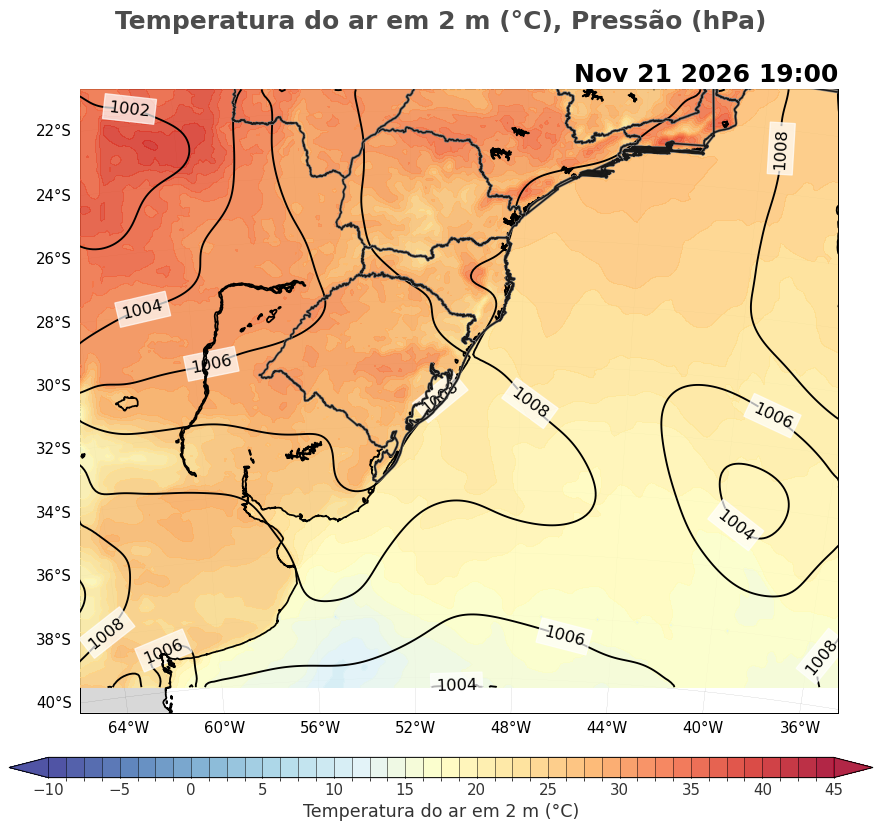 Temperatura do ar em 2 m (°C), Pressão (hPa)
Nov 21 2026 19:00
1002
1008
22°S
24°S
26°S
1004
28°S
1006
30°S
1008
1008
1006
32°S
1004
34°S
36°S
1008
1006
1006
1008
38°S
1004
40°S
64°W 60°W 56°W 52°W 48°W 44°W 40°W 36°W
−10 −5 0 5 10 15 20 25 30 35 40 45
Temperatura do ar em 2 m (°C)